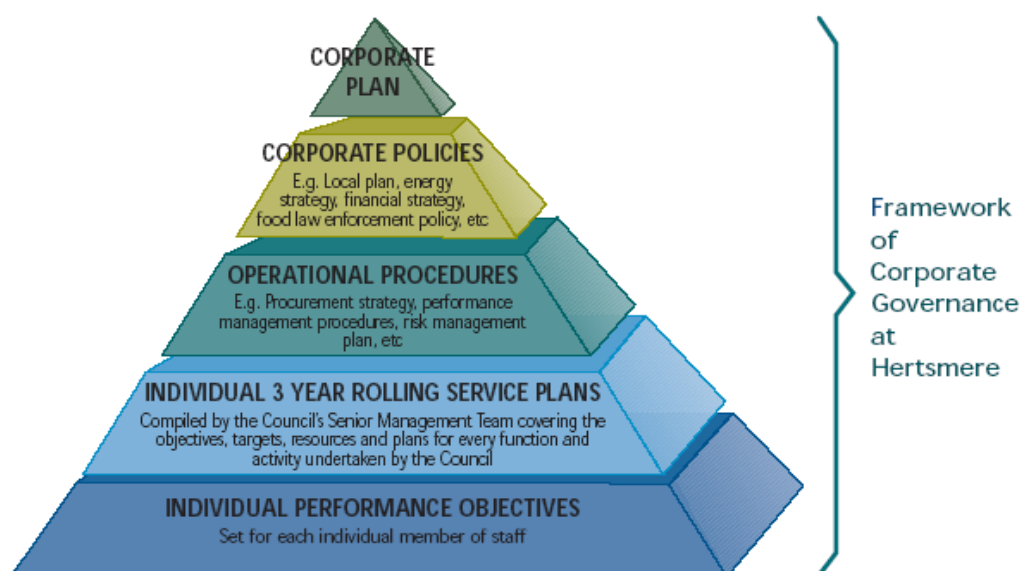 CORPORATE
PLAN
CORPORATE POLICIES
E.g. Local plan, energy
strategy, financial strategy,
food law enforcement policy, etc
OPERATIONAL PROCEDURES
E.g. Procurement strategy, performance
management procedures, risk management
plan, etc
INDIVIDUAL 3 YEAR ROLLING SERVICE PLANS
Compiled by the Council's Senior Management Team covering the
objectives, targets, resources and plans for every function and
activity undertaken by the Council
INDIVIDUAL PERFORMANCE OBJECTIVES
Set for each individual member of staff
Framework
of
Corporate
Governance
at
Hertsmere